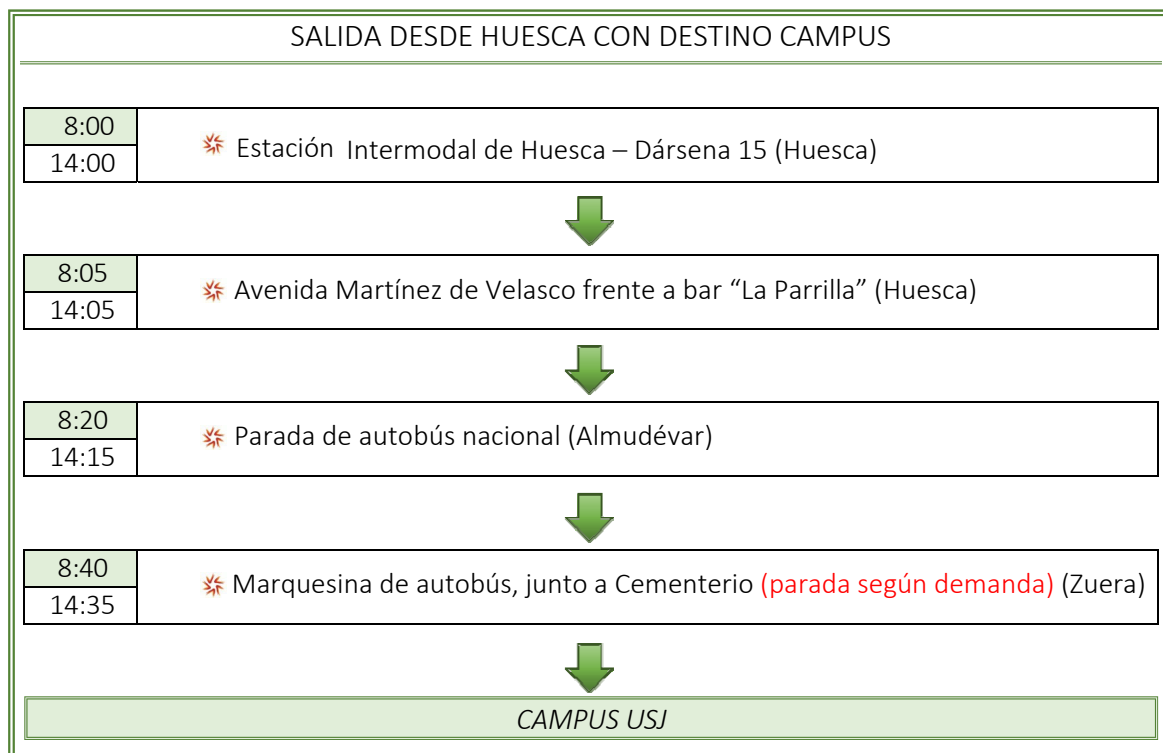 SALIDA DESDE HUESCA CON DESTINO CAMPUS
8:00
14:00
Estación Intermodal de Huesca – Dársena 15 (Huesca)
8:05
14:05
Avenida Martínez de Velasco frente a bar “La Parrilla” (Huesca)
8:20
14:15
Parada de autobús nacional (Almudévar)
8:40
14:35
Marquesina de autobús, junto a Cementerio (parada según demanda) (Zuera)
CAMPUS USJ